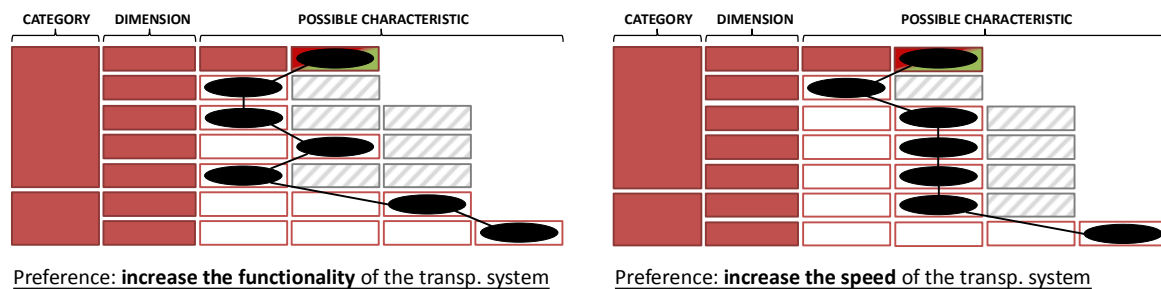 CATEGORY DIMENSION POSSIBLE CHARACTERISTIC
Preference: increase the functionality of the transp. system
CATEGORY DIMENSION POSSIBLE CHARACTERISTIC
Preference: increase the speed of the transp. system